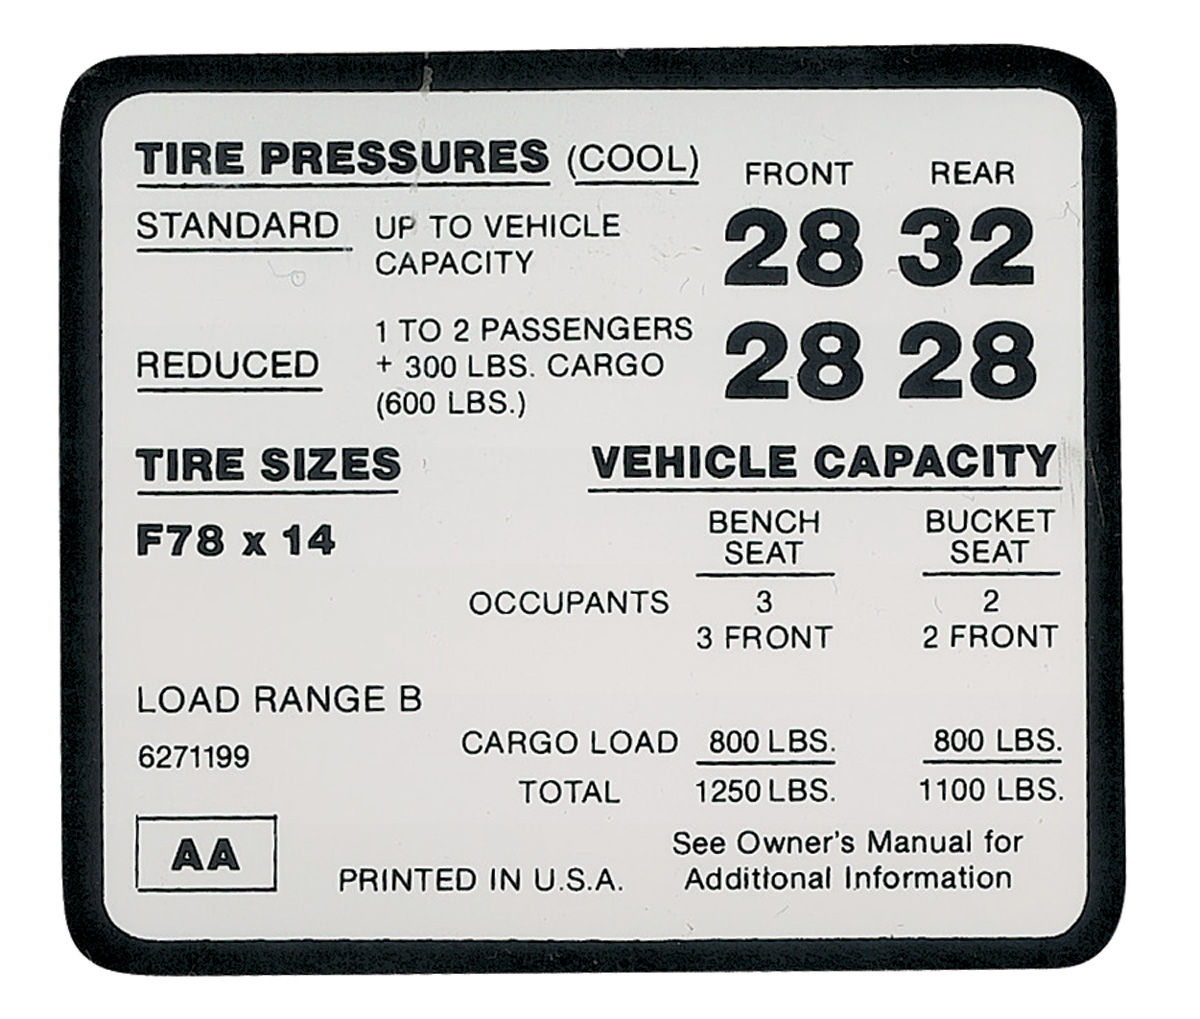 TIRE PRESSURES (COOL) FRONT REAR
STANDARD UP TO VEHICLE CAPACITY 28 32
REDUCED 1 TO 2 PASSENGERS + 300 LBS. CARGO (600 LBS.) 28 28
TIRE SIZES VEHICLE CAPACITY
F78 x 14 BENCH SEAT BUCKET SEAT
OCCUPANTS 3 2
3 FRONT 2 FRONT
LOAD RANGE B
6271199 CARGO LOAD 800 LBS. 800 LBS.
TOTAL 1250 LBS. 1100 LBS.
AA PRINTED IN U.S.A. See Owner's Manual for
Additional Information